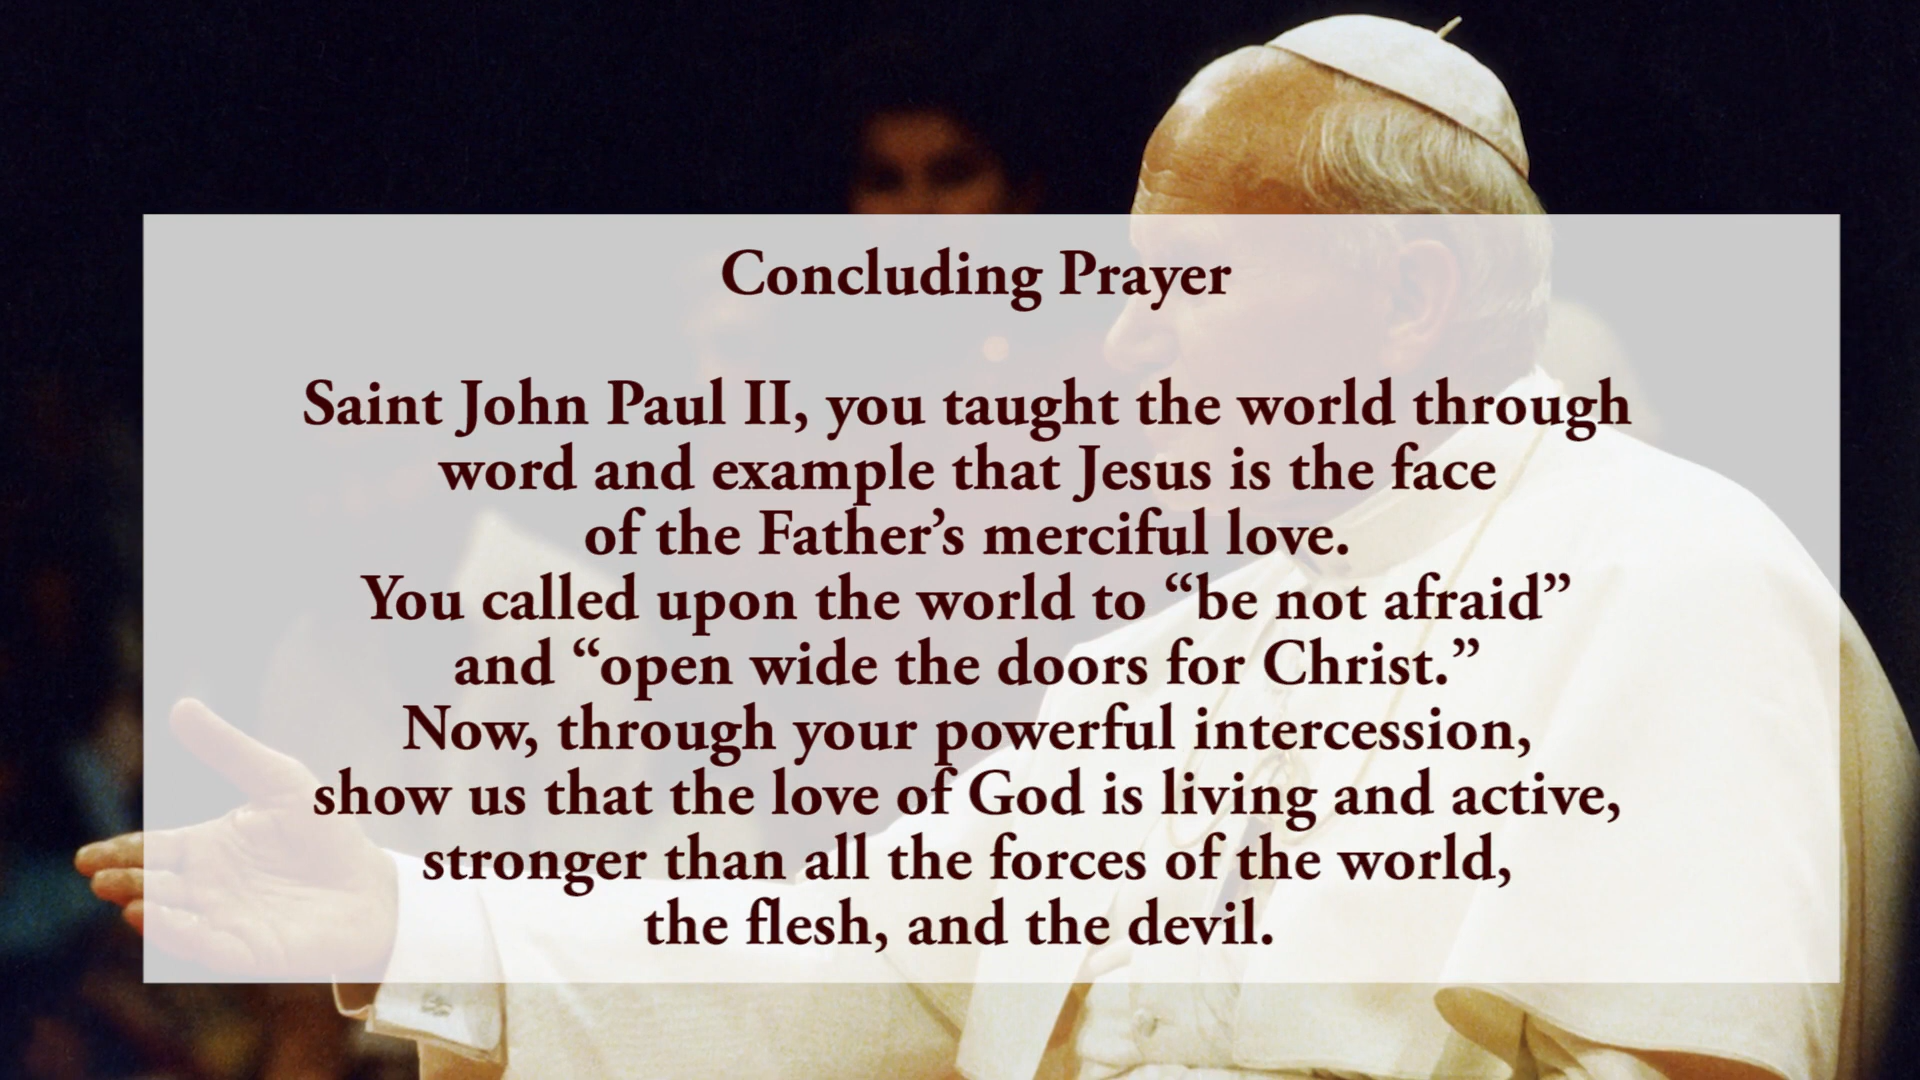 Concluding Prayer
Saint John Paul II, you taught the world through
word and example that Jesus is the face
of the Father’s merciful love.
You called upon the world to “be not afraid”
and “open wide the doors for Christ.”
Now, through your powerful intercession,
show us that the love of God is living and active,
stronger than all the forces of the world,
the flesh, and the devil.